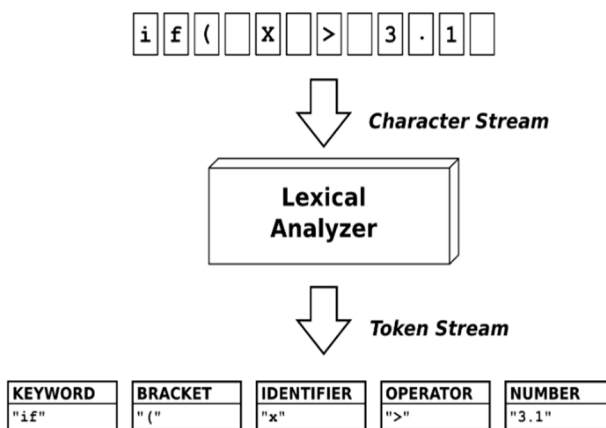 i f ( X > 3 . 1
Character Stream
Lexical
Analyzer
Token Stream
KEYWORD BRACKET IDENTIFIER OPERATOR NUMBER
"if" "(" "x" ">" "3.1"